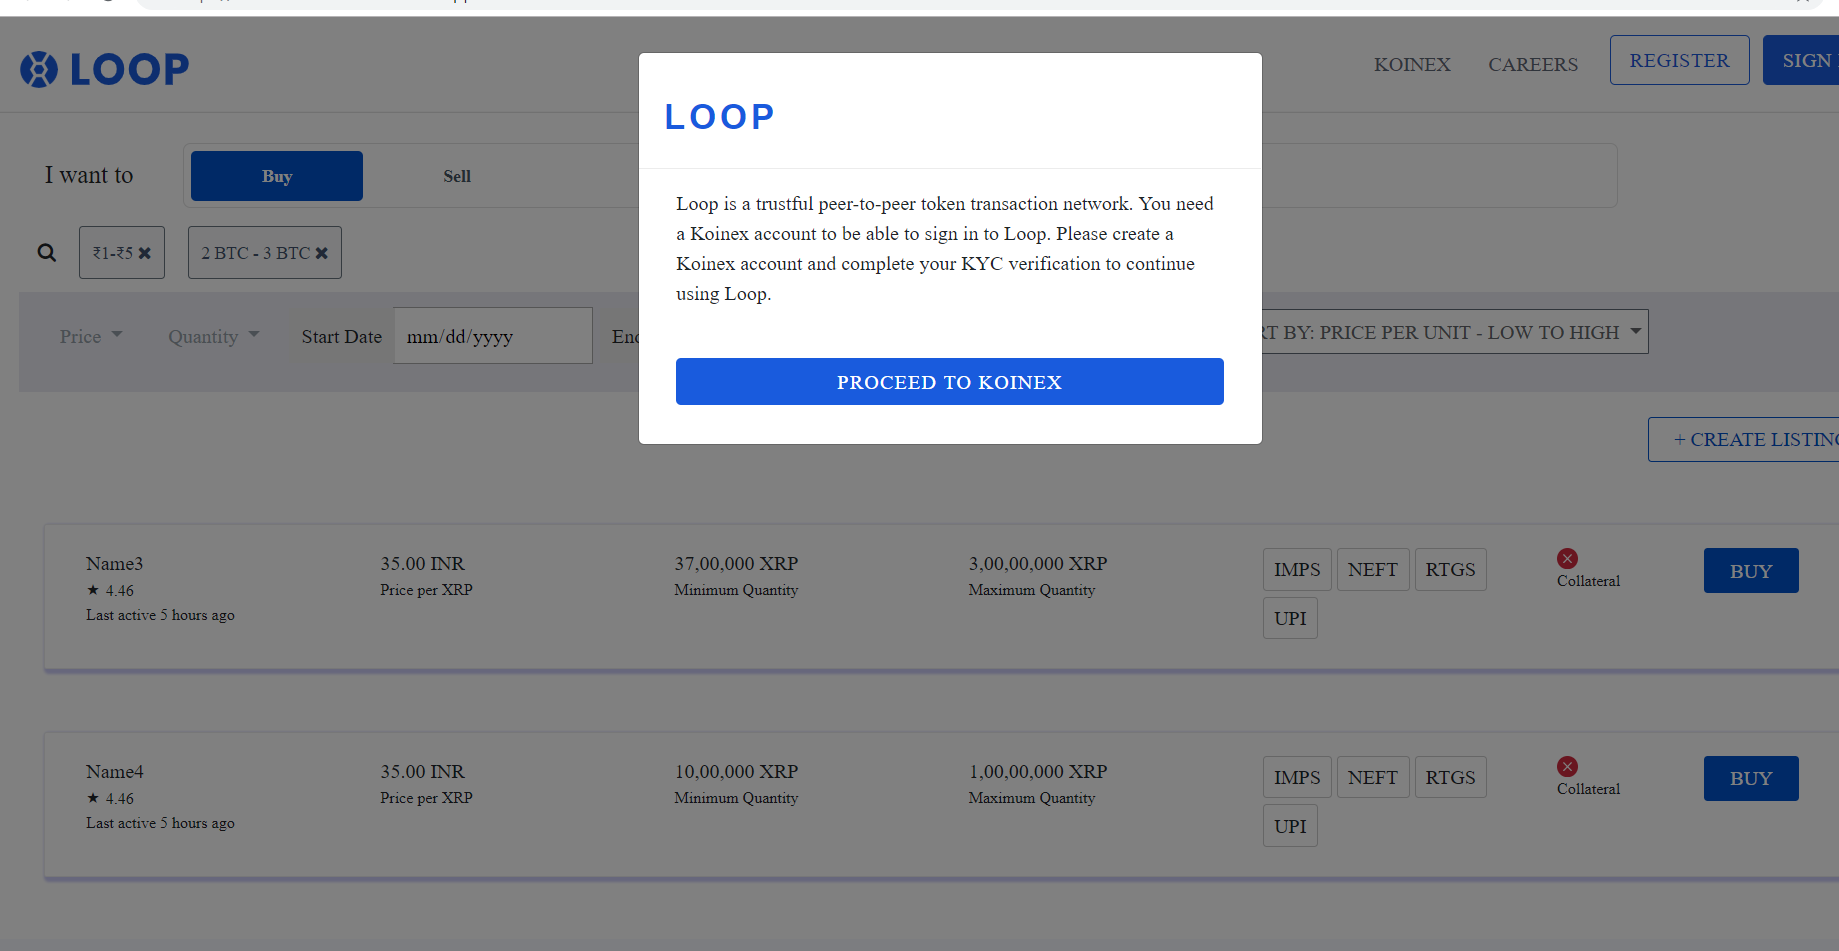 LOOP
KOINEX CAREERS REGISTER SIGN
I want to Buy Sell
₹1-₹5 ✖ 2 BTC - 3 BTC ✖
Price Quantity Start Date mm/dd/yyyy
BY: PRICE PER UNIT - LOW TO HIGH
LOOP
Loop is a trustful peer-to-peer token transaction network. You need
a Koinex account to be able to sign in to Loop. Please create a
Koinex account and complete your KYC verification to continue
using Loop.
PROCEED TO KOINEX
+ CREATE LISTING
Name3 35.00 INR 37,00,000 XRP 3,00,00,000 XRP IMPS NEFT RTGS BUY
★ 4.46 Price per XRP Minimum Quantity Maximum Quantity Collateral
Last active 5 hours ago UPI
Name4 35.00 INR 10,00,000 XRP 1,00,00,000 XRP IMPS NEFT RTGS BUY
★ 4.46 Price per XRP Minimum Quantity Maximum Quantity Collateral
Last active 5 hours ago UPI